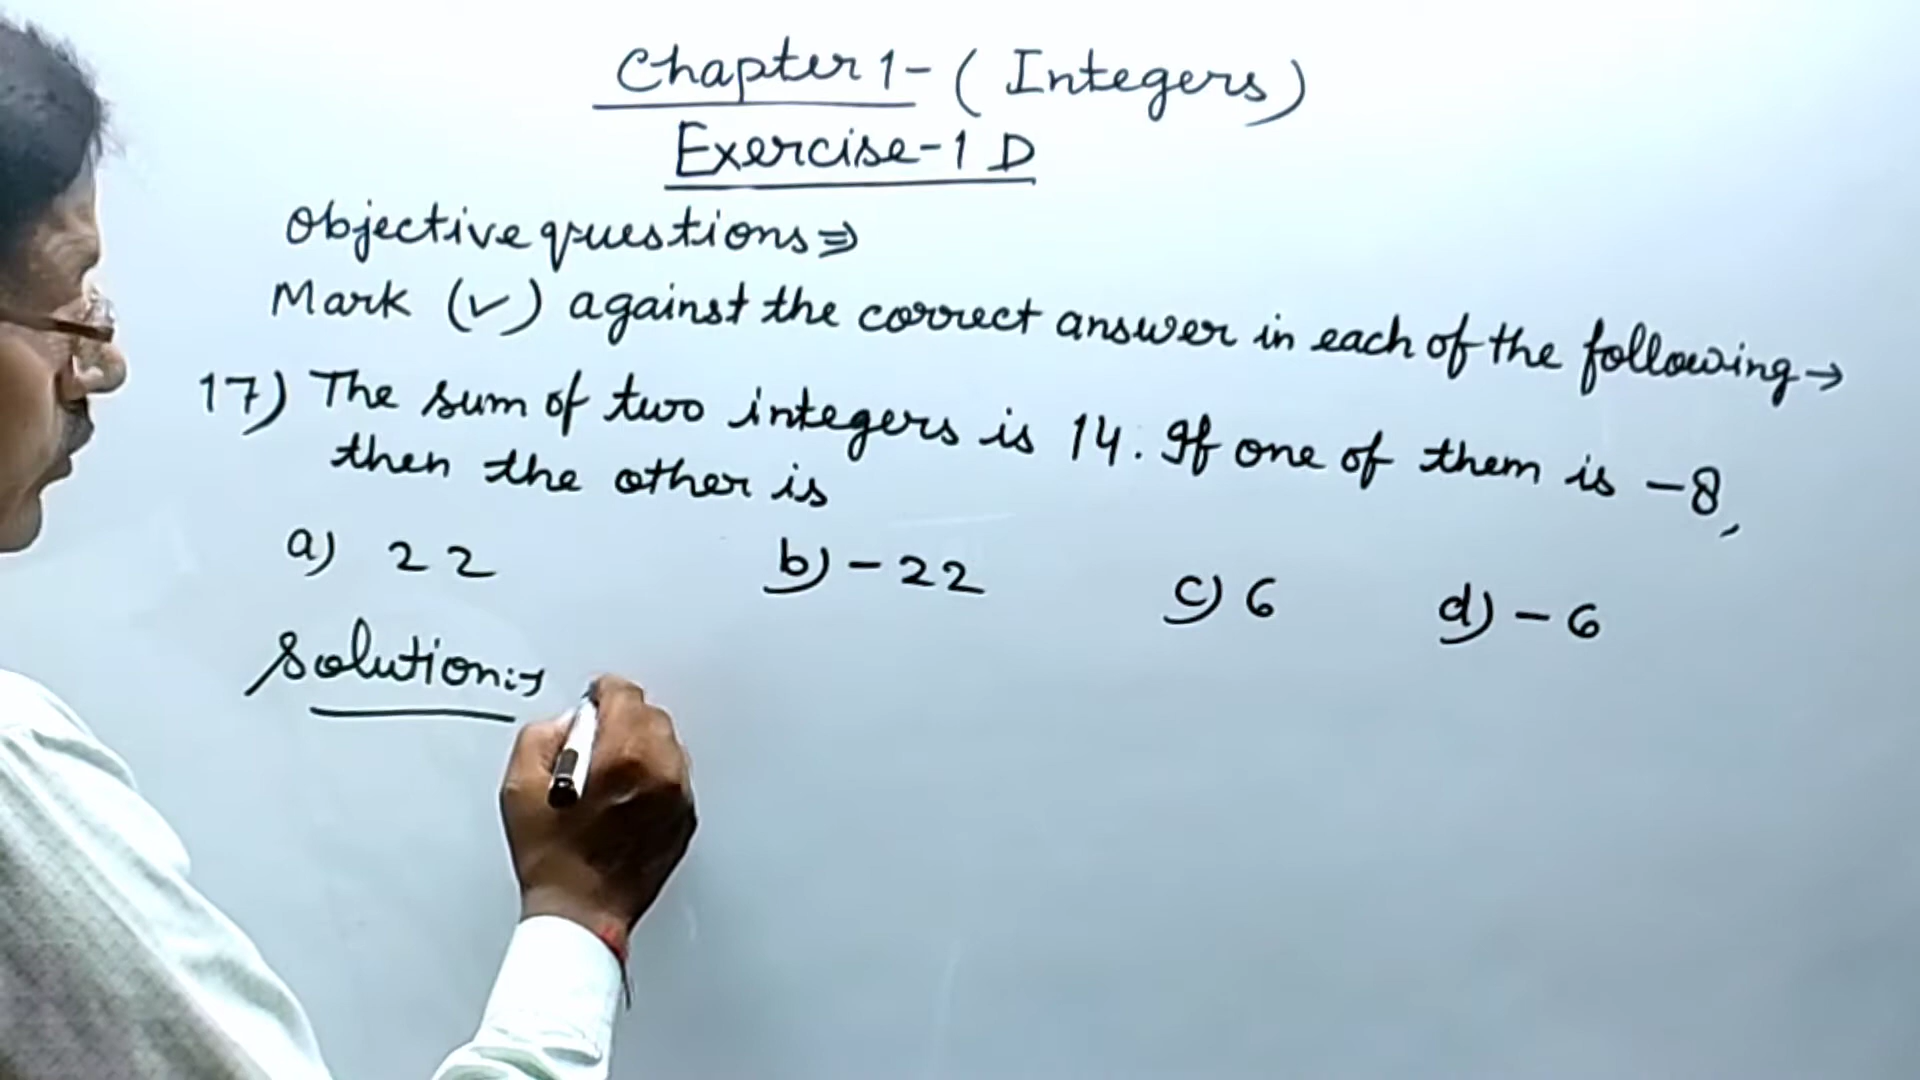 Chapter 1- (Integers)
Exercise-1 D
Objective questions⇒
Mark (✓) against the correct answer in each of the following→
17) The sum of two integers is 14. If one of them is -8,
then the other is
a) 22 b) -22 c) 6 d) -6
Solution:→